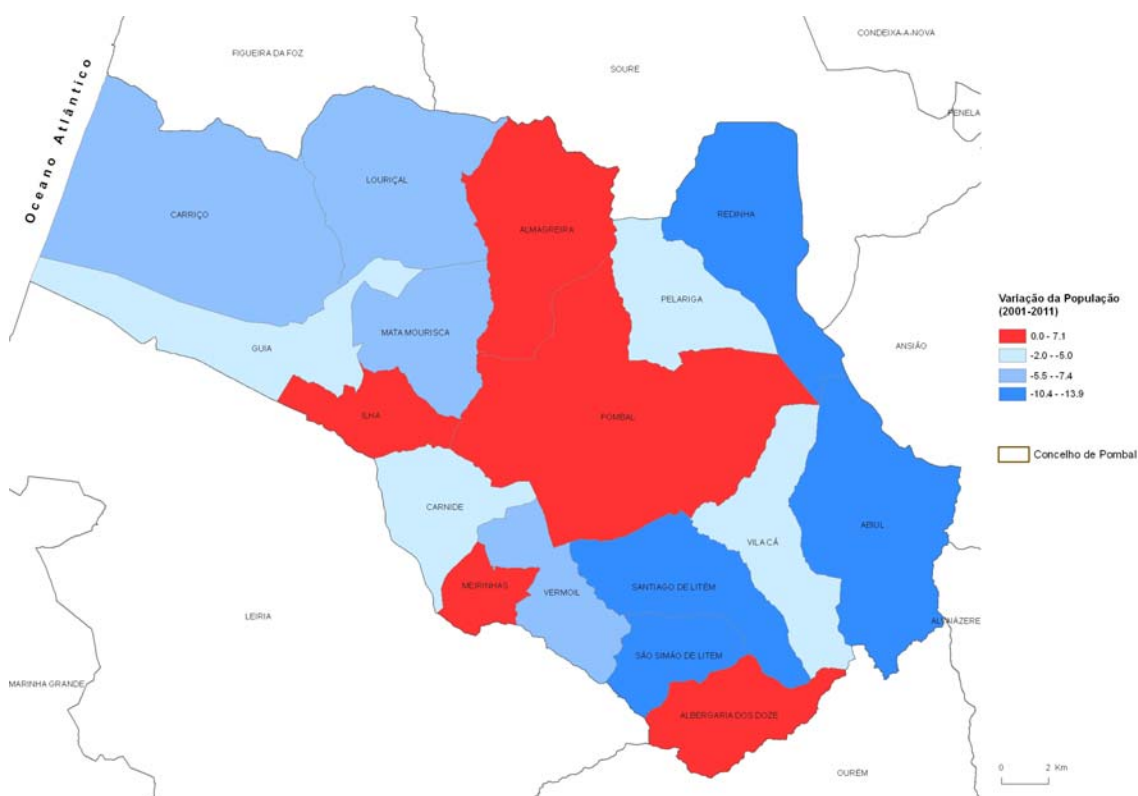 CONDEIXA-A-NOVA
FIGUEIRA DA FOZ
SOURE
PENELA
Oceano Atlântico
LOURIÇAL
CARRIÇO
REDINHA
ALMAGREIRA
PELARIGA
Variação da População
(2001-2011)
0.0 - 7.1
-2.0 - -5.0
-5.5 - -7.4
-10.4 - -13.9
MATA MOURISCA
GUIA
ANSIÃO
ILHA
POMBAL
Concelho de Pombal
CARNIDE
ABIUL
VILA CÃ
MEIRINHAS
VERMOIL
SANTIAGO DE LITÉM
LEIRIA
ALVAIÁZERE
SÃO SIMÃO DE LITÉM
MARINHA GRANDE
ALBERGARIA DOS DOZE
OURÉM
0 2 Km